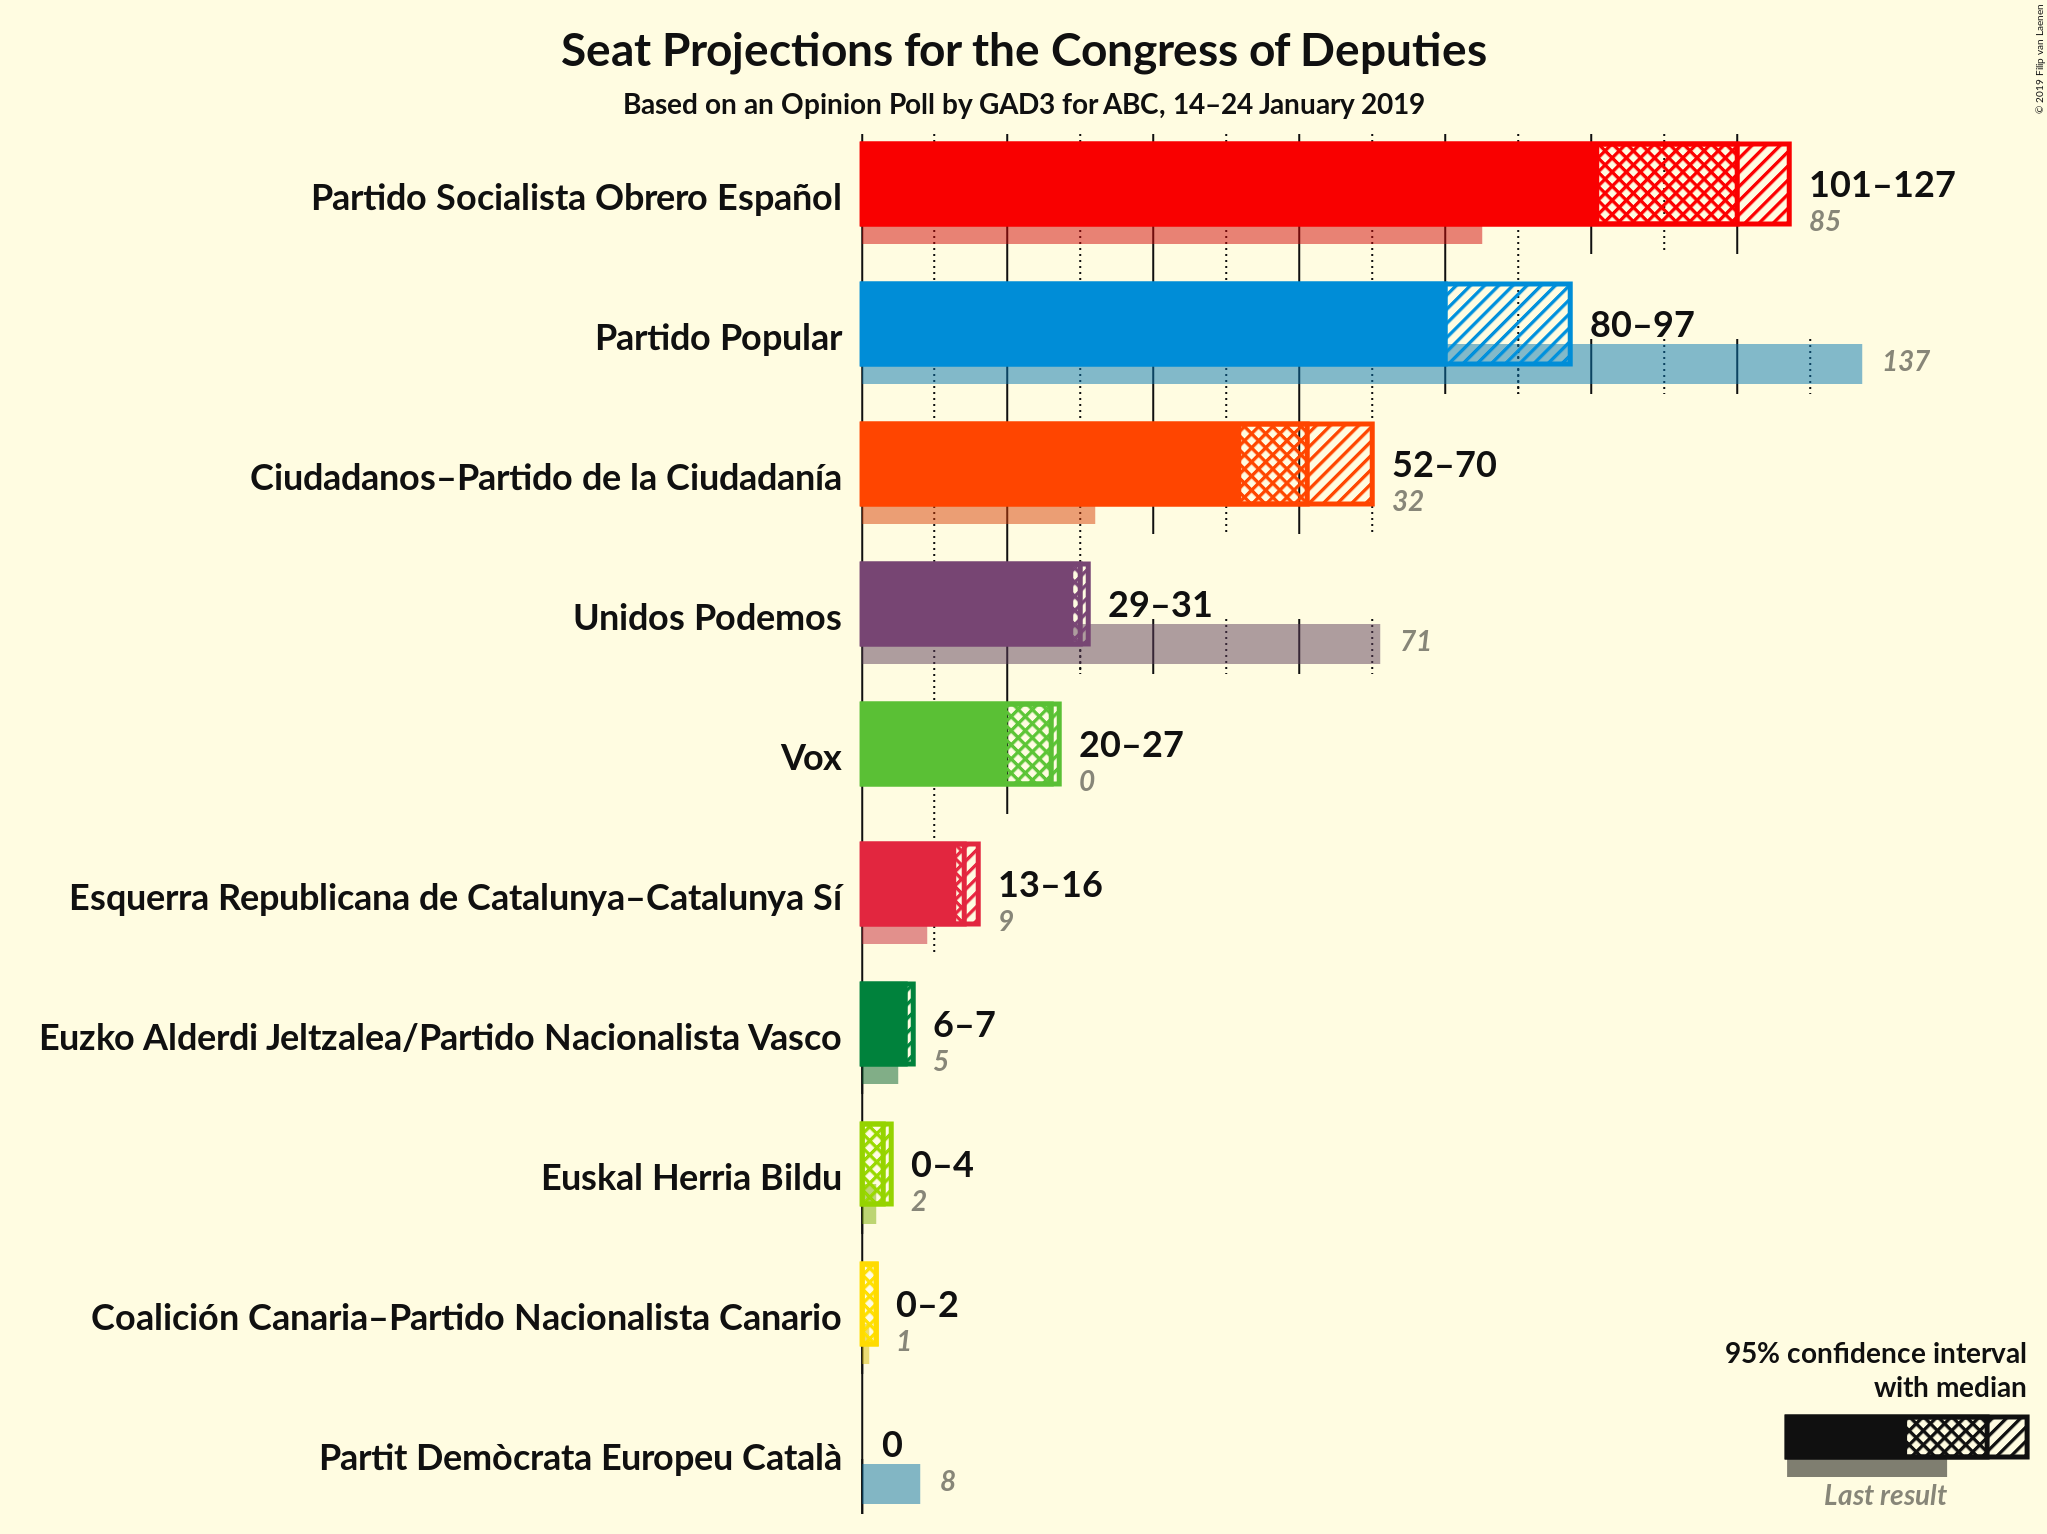 Seat Projections for the Congress of Deputies
Based on an Opinion Poll by GAD3 for ABC, 14–24 January 2019
© 2019 Filip van Laenen
Partido Socialista Obrero Español
101–127
85
Partido Popular
80–97
137
Ciudadanos–Partido de la Ciudadanía
52–70
32
Unidos Podemos
29–31
71
Vox
20–27
0
Esquerra Republicana de Catalunya–Catalunya Sí
13–16
9
Euzko Alderdi Jeltzalea/Partido Nacionalista Vasco
6–7
5
Euskal Herria Bildu
0–4
2
Coalición Canaria–Partido Nacionalista Canario
0–2
1
Partit Demòcrata Europeu Català
0
8
95% confidence interval
with median
Last result